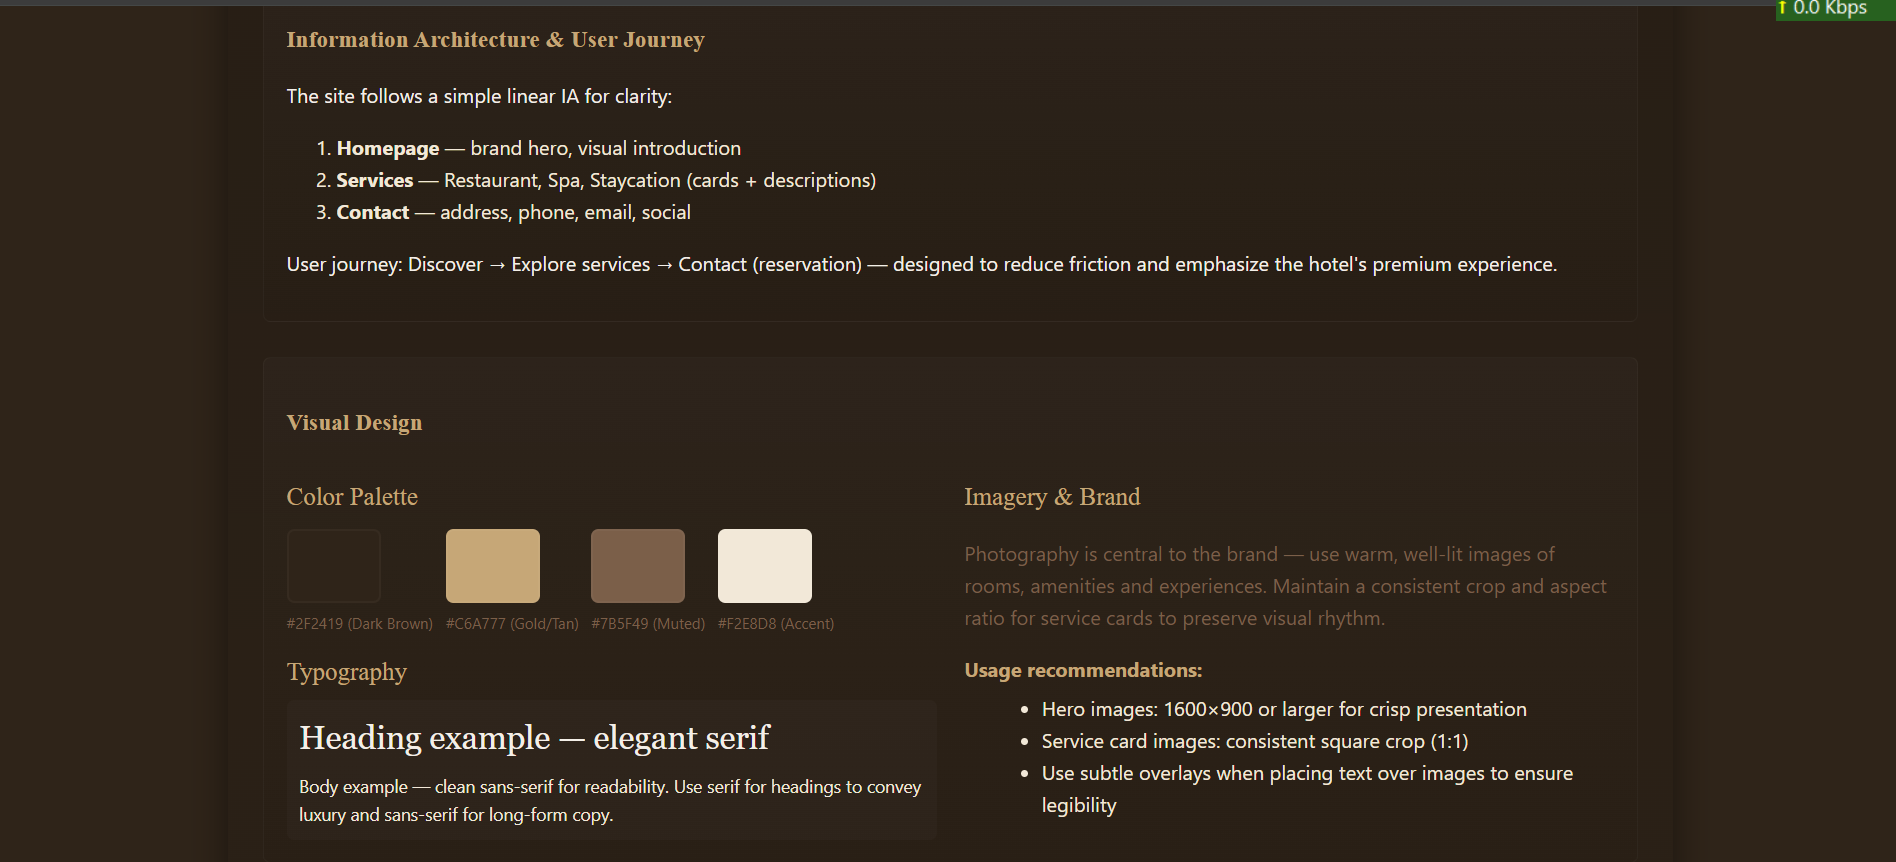 ↑ 0.0 Kbps
Information Architecture & User Journey
The site follows a simple linear IA for clarity:
1. Homepage — brand hero, visual introduction
2. Services — Restaurant, Spa, Staycation (cards + descriptions)
3. Contact — address, phone, email, social
User journey: Discover → Explore services → Contact (reservation) — designed to reduce friction and emphasize the hotel's premium experience.
Visual Design
Color Palette
#2F2419 (Dark Brown)
#C6A777 (Gold/Tan)
#7B5F49 (Muted)
#F2E8D8 (Accent)
Typography
Heading example — elegant serif
Body example — clean sans-serif for readability. Use serif for headings to convey
luxury and sans-serif for long-form copy.
Imagery & Brand
Photography is central to the brand — use warm, well-lit images of
rooms, amenities and experiences. Maintain a consistent crop and aspect
ratio for service cards to preserve visual rhythm.
Usage recommendations:
• Hero images: 1600×900 or larger for crisp presentation
• Service card images: consistent square crop (1:1)
• Use subtle overlays when placing text over images to ensure
legibility